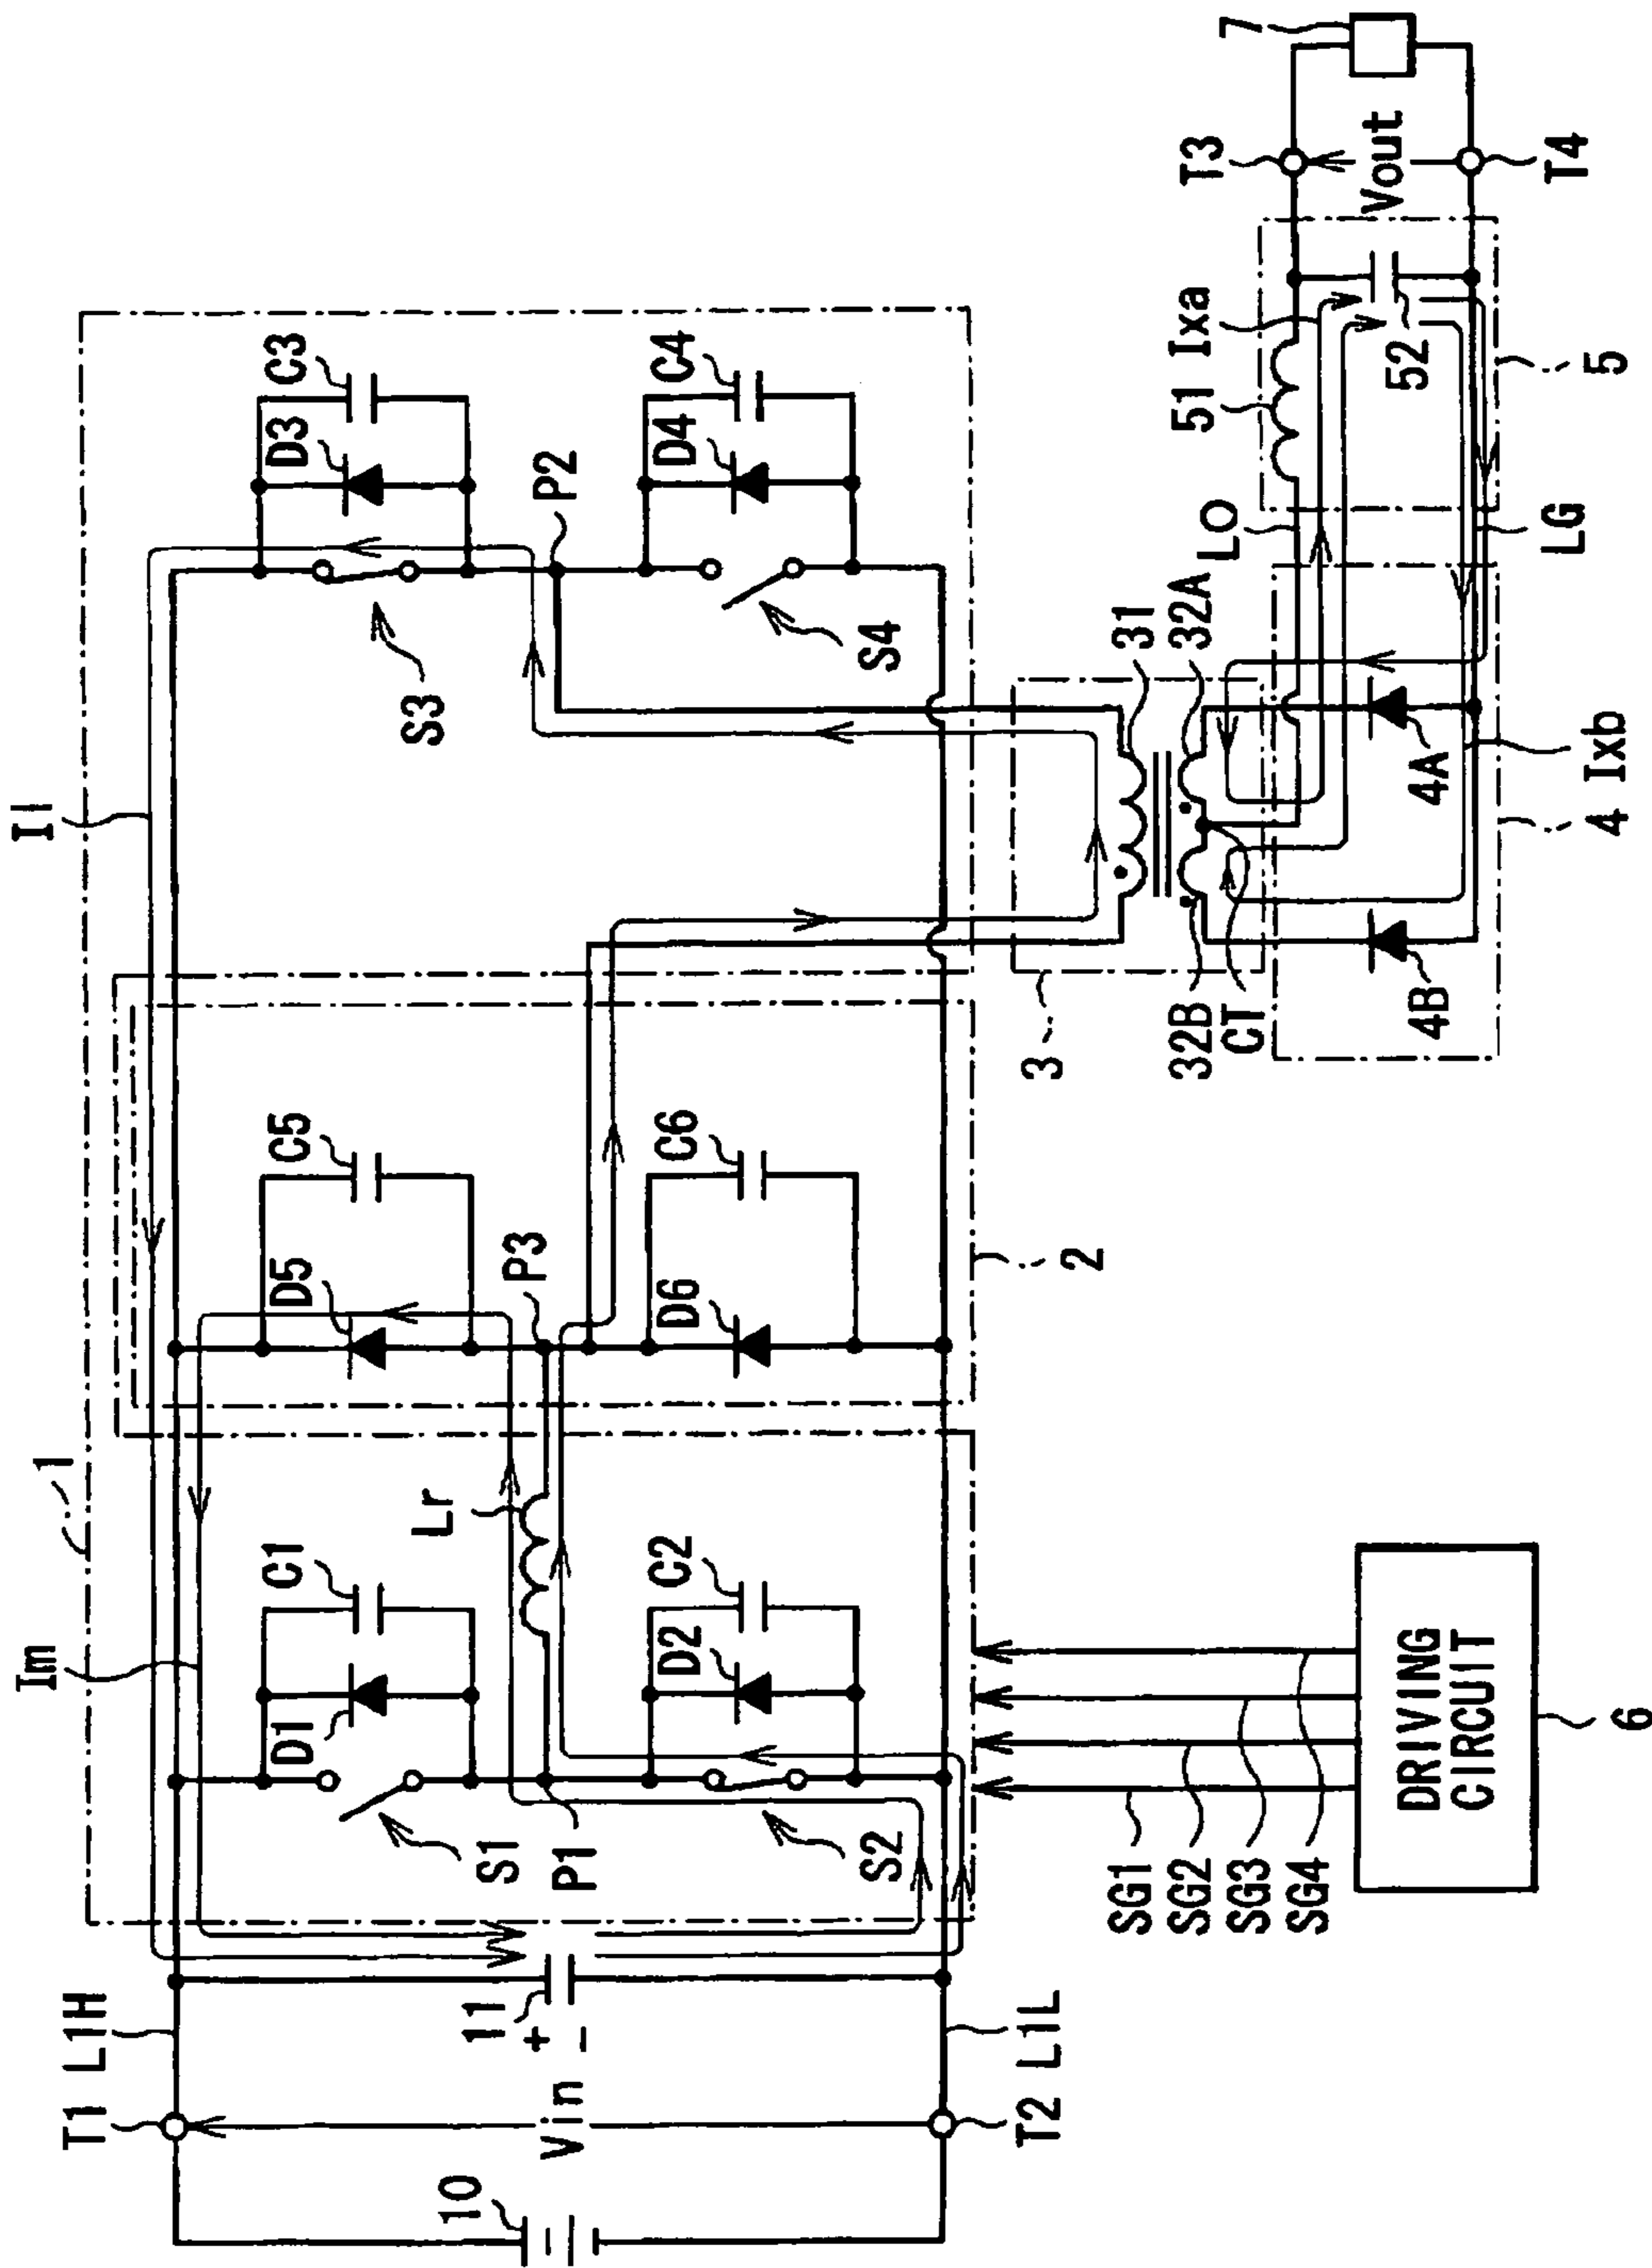 1
Im
Il
T1 L1H
D1
C1
D5
C5
D3
C3
S1
S3
Lr
P1
P3
P2
10
Vin
+
-
11
D2
C2
D6
C6
D4
C4
S2
S4
T2 L1L
2
SG1
SG2
SG3
SG4
DRIVING
CIRCUIT
6
3
31
32B
CT
32A
LO
51
Ixa
T3
7
4B
4A
52
Vout
4
Ixb
LG
5
T4